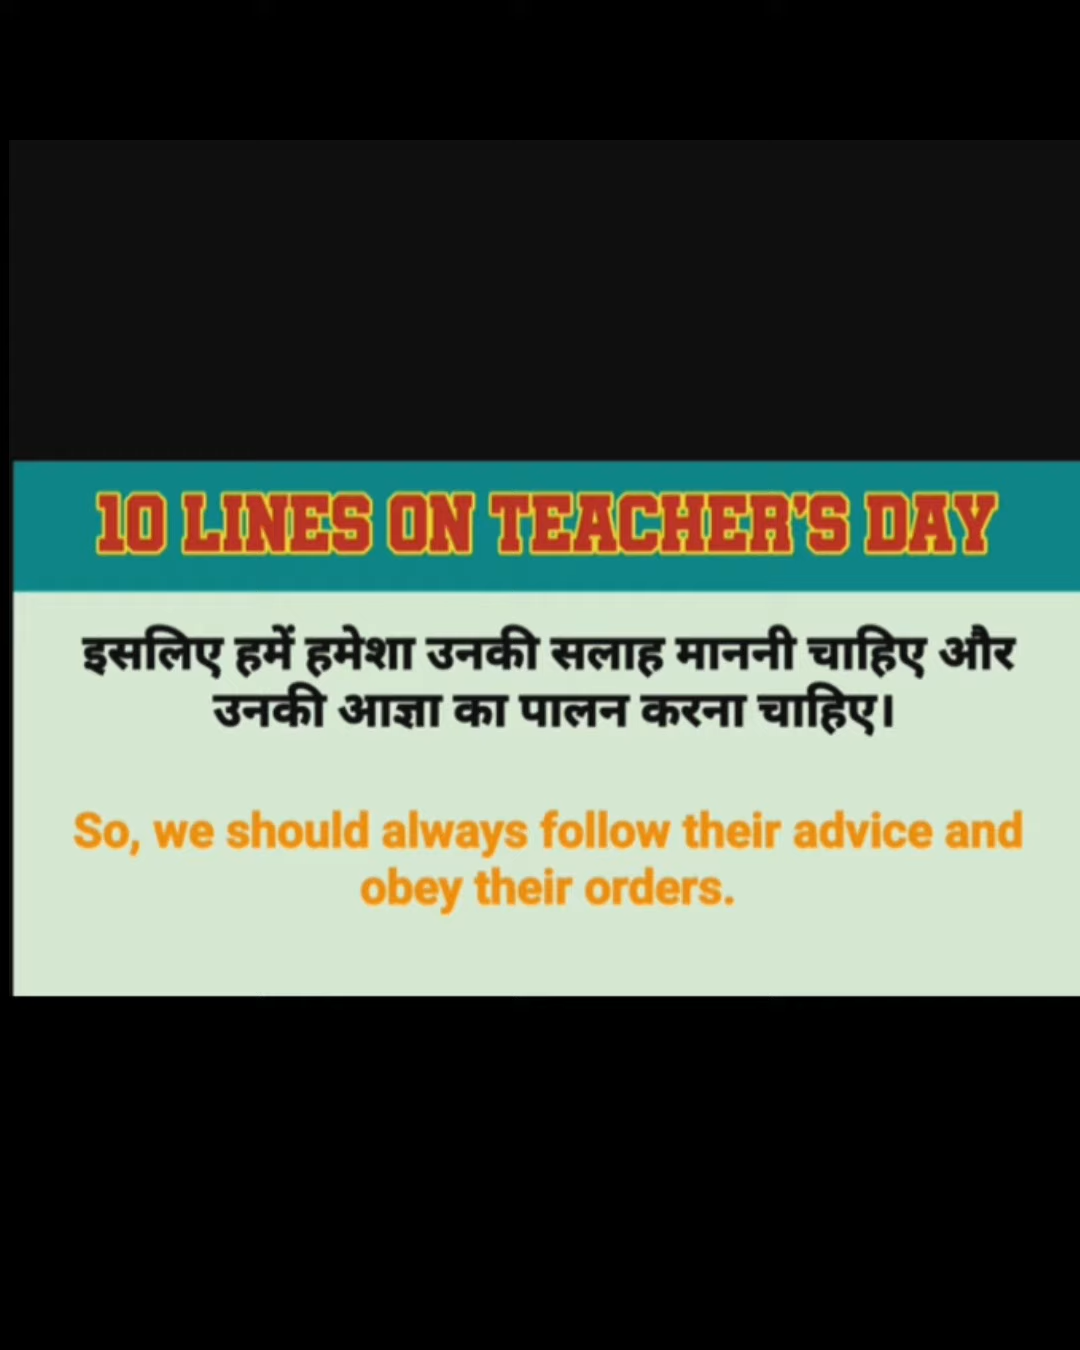 10 LINES ON TEACHER'S DAY
इसलिए हमें हमेशा उनकी सलाह माननी चाहिए और
उनकी आज्ञा का पालन करना चाहिए।
So, we should always follow their advice and
obey their orders.